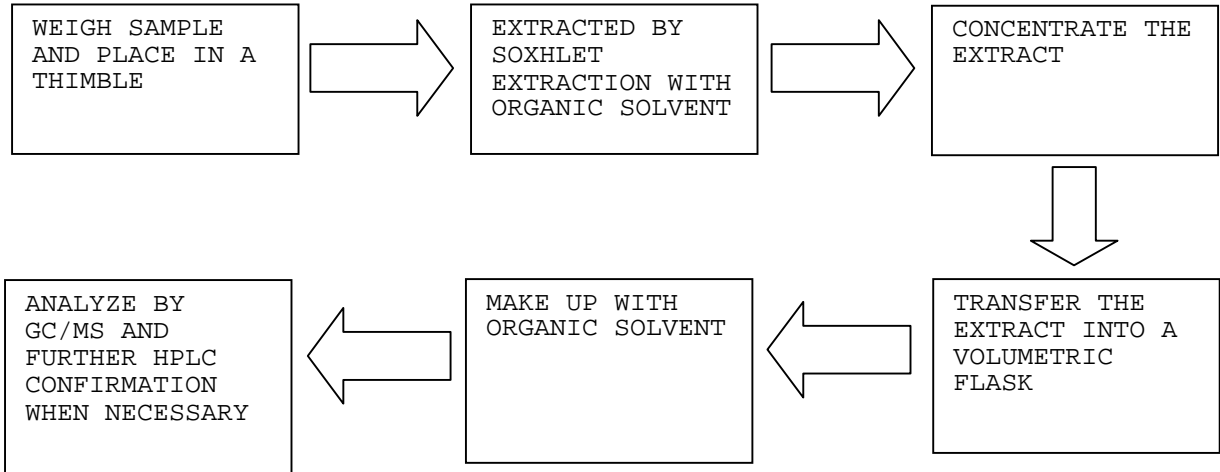 WEIGH SAMPLE
AND PLACE IN A
THIMBLE
EXTRACTED BY
SOXHLET
EXTRACTION WITH
ORGANIC SOLVENT
CONCENTRATE THE
EXTRACT
TRANSFER THE
EXTRACT INTO A
VOLUMETRIC
FLASK
MAKE UP WITH
ORGANIC SOLVENT
ANALYZE BY
GC/MS AND
FURTHER HPLC
CONFIRMATION
WHEN NECESSARY